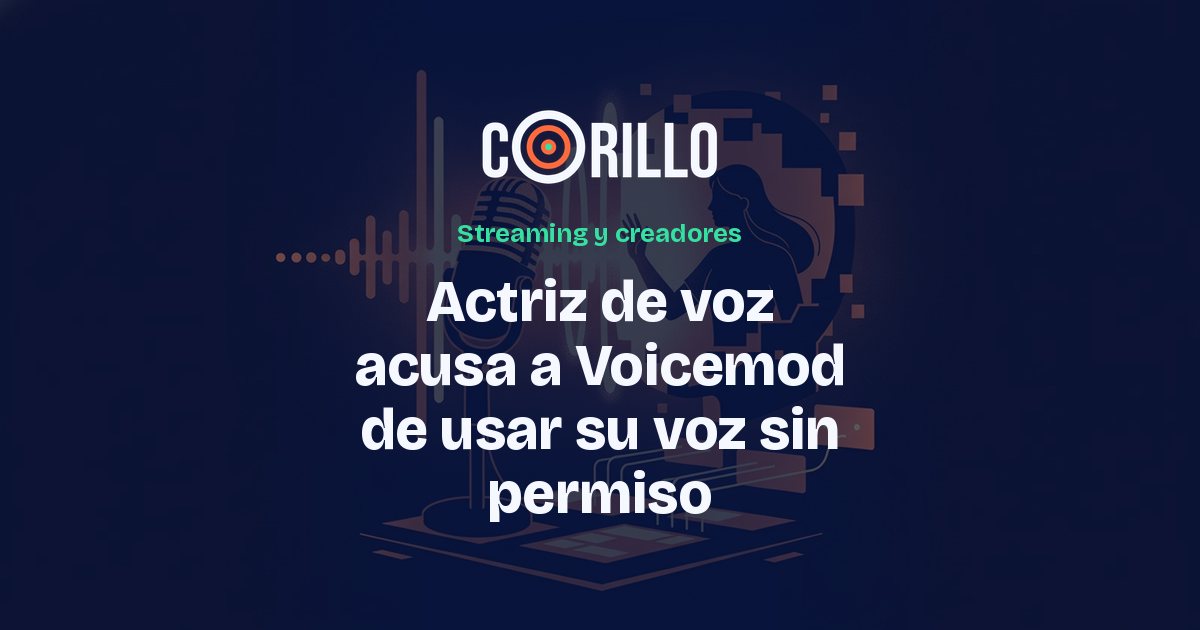 CORILLO
Streaming y creadores
Actriz de voz
acusa a Voicemod
de usar su voz sin
permiso